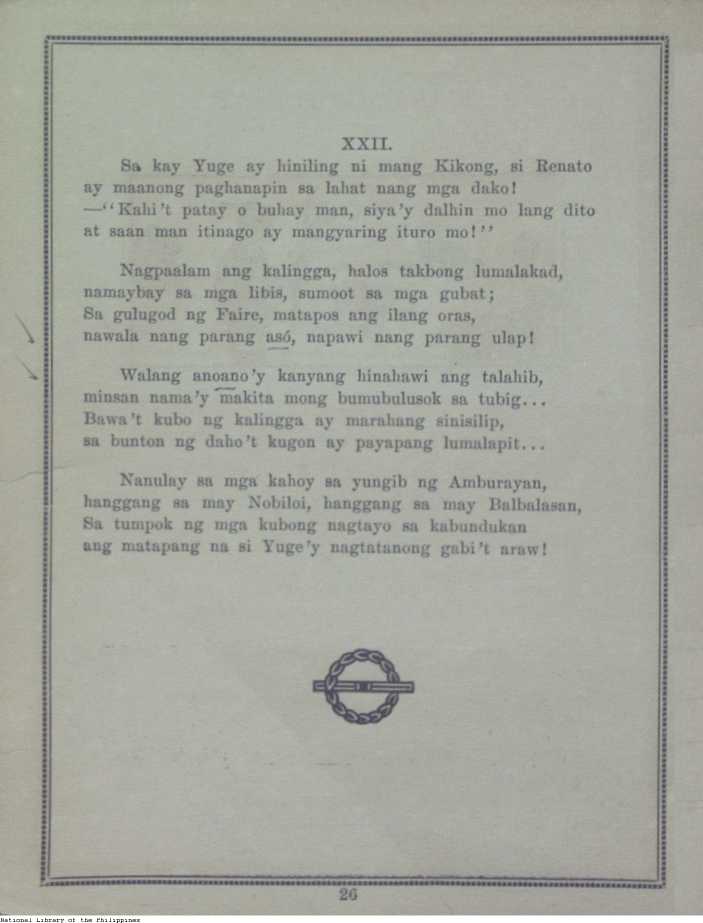 XXII.
Sa kay Yuge ay hiniling ni mang Kikong, si Renato
ay maanong paghanapin sa lahat nang mga dako!
—“Kahi’t patay o buhay man, siya’y dalhin mo lang dito
at saan man itinago ay mangyaring ituro mo!”
Nagpaalam ang kalingga, halos takbong lumalakad,
namaybay sa mga libis, sumoot sa mga gubat;
Sa gulugod ng Faire, matapos ang ilang oras,
nawala nang parang asó, napawi nang parang ulap!
Walang anoano’y kanyang hinahawi ang talahib,
minsan nama’y makita mong bumubulusok sa tubig...
Bawa’t kubo ng kalingga ay marahang sinisilip,
sa bunton ng daho’t kugon ay payapang lumalapit...
Nanulay sa mga kahoy sa yungib ng Amburayan,
hanggang sa may Nobiloi, hanggang sa may Balbalasan,
Sa tumpok ng mga kubong nagtayo sa kabundukan
ang matapang na si Yuge’y nagtatanong gabi’t araw!
26
National Library of the Philippines